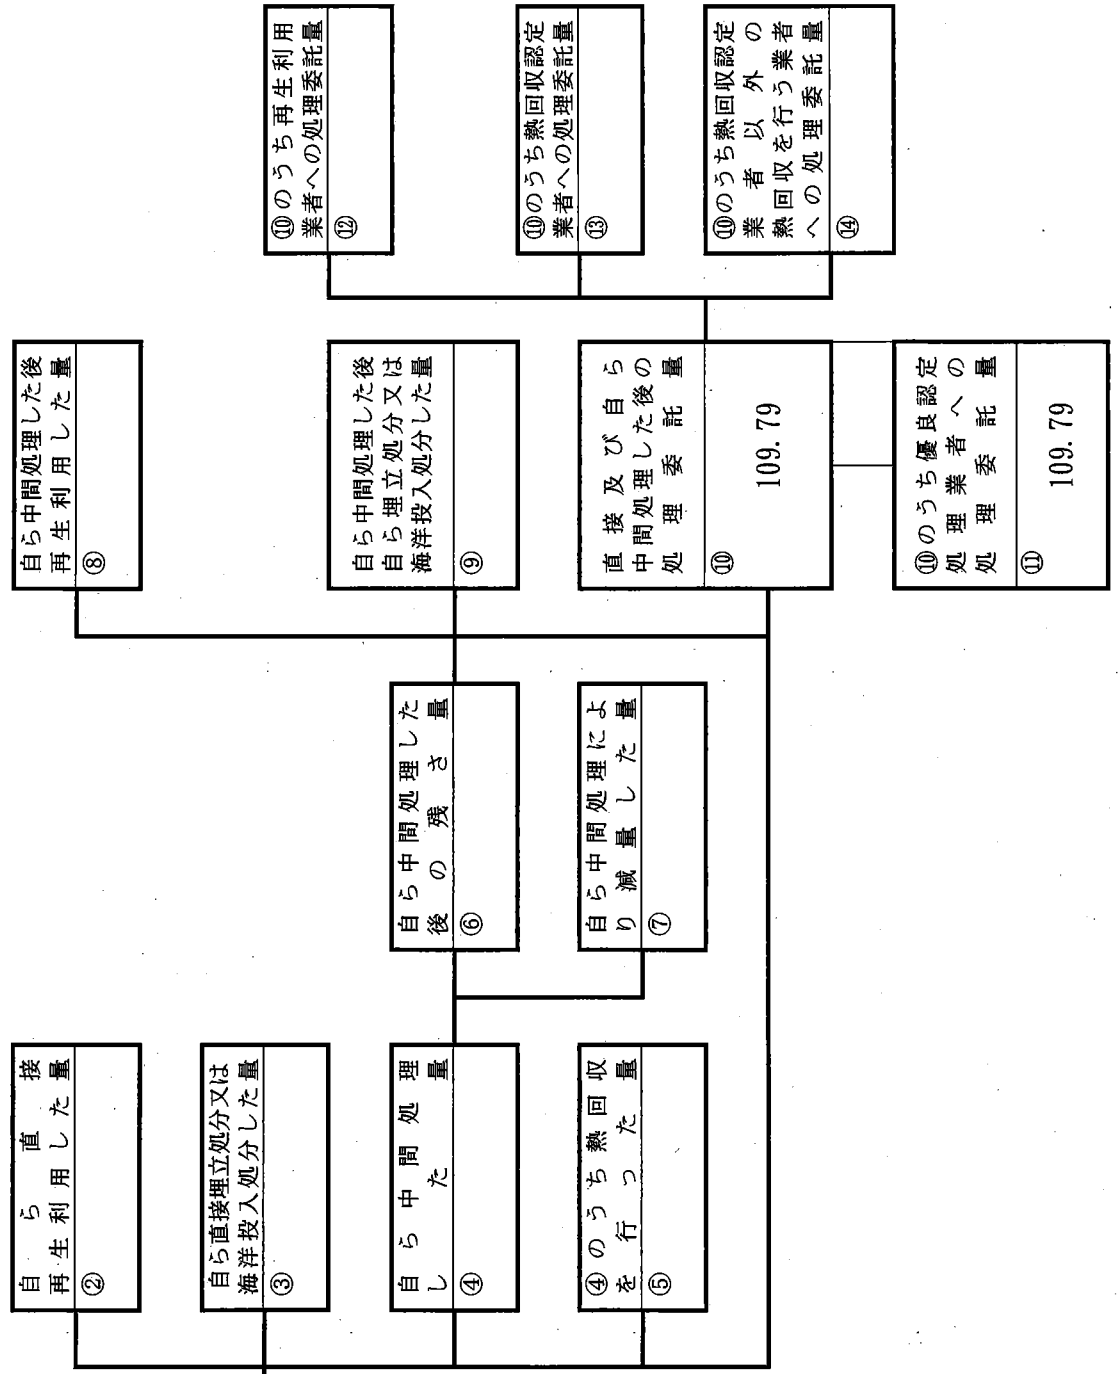 自ら直接
再生利用した量
②
自ら直接埋立処分又は
海洋投入処分した量
③
自ら中間処理
した量
④
④のうち熱回収
を行った量
⑤
自ら中間処理した
後の残さ量
⑥
自ら中間処理によ
り減量した量
⑦
自ら中間処理した後
再生利用した量
⑧
自ら中間処理した後
自ら埋立処分又は
海洋投入処分した量
⑨
直接及び自ら
中間処理した後の
処理委託量
⑩
109.79
⑩のうち優良認定
処理業者への
処理委託量
⑪
109.79
⑩のうち再生利用
業者への処理委託量
⑫
⑩のうち熱回収認定
業者への処理委託量
⑬
⑩のうち熱回収認定
業者以外の
熱回収を行う業者
への処理委託量
⑭